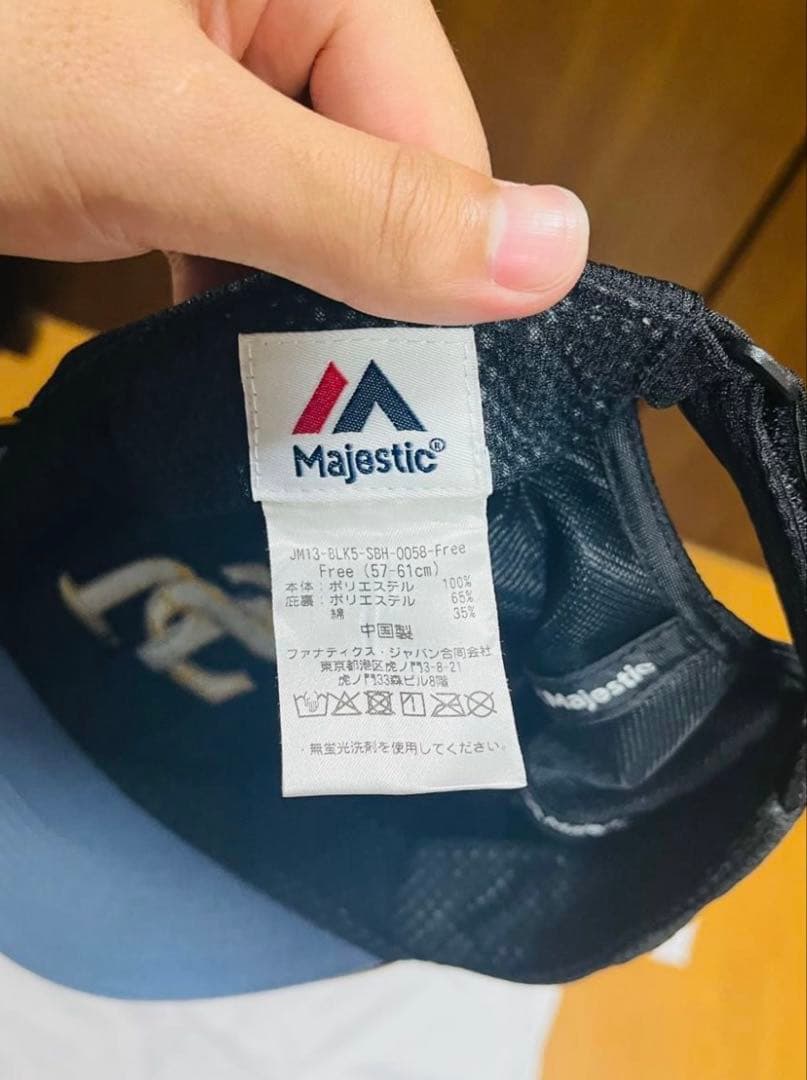 Majestic®
JM13-BLK5-SBH-0058-Free
Free (57-61cm)
本体：ポリエステル 100%
庇裏：ポリエステル 65%
綿 35%
中国製
ファナティクス・ジャパン合同会社
東京都港区虎ノ門3-8-21
虎ノ門33森ビル8階
・無蛍光洗剤を使用してください。
Majestic